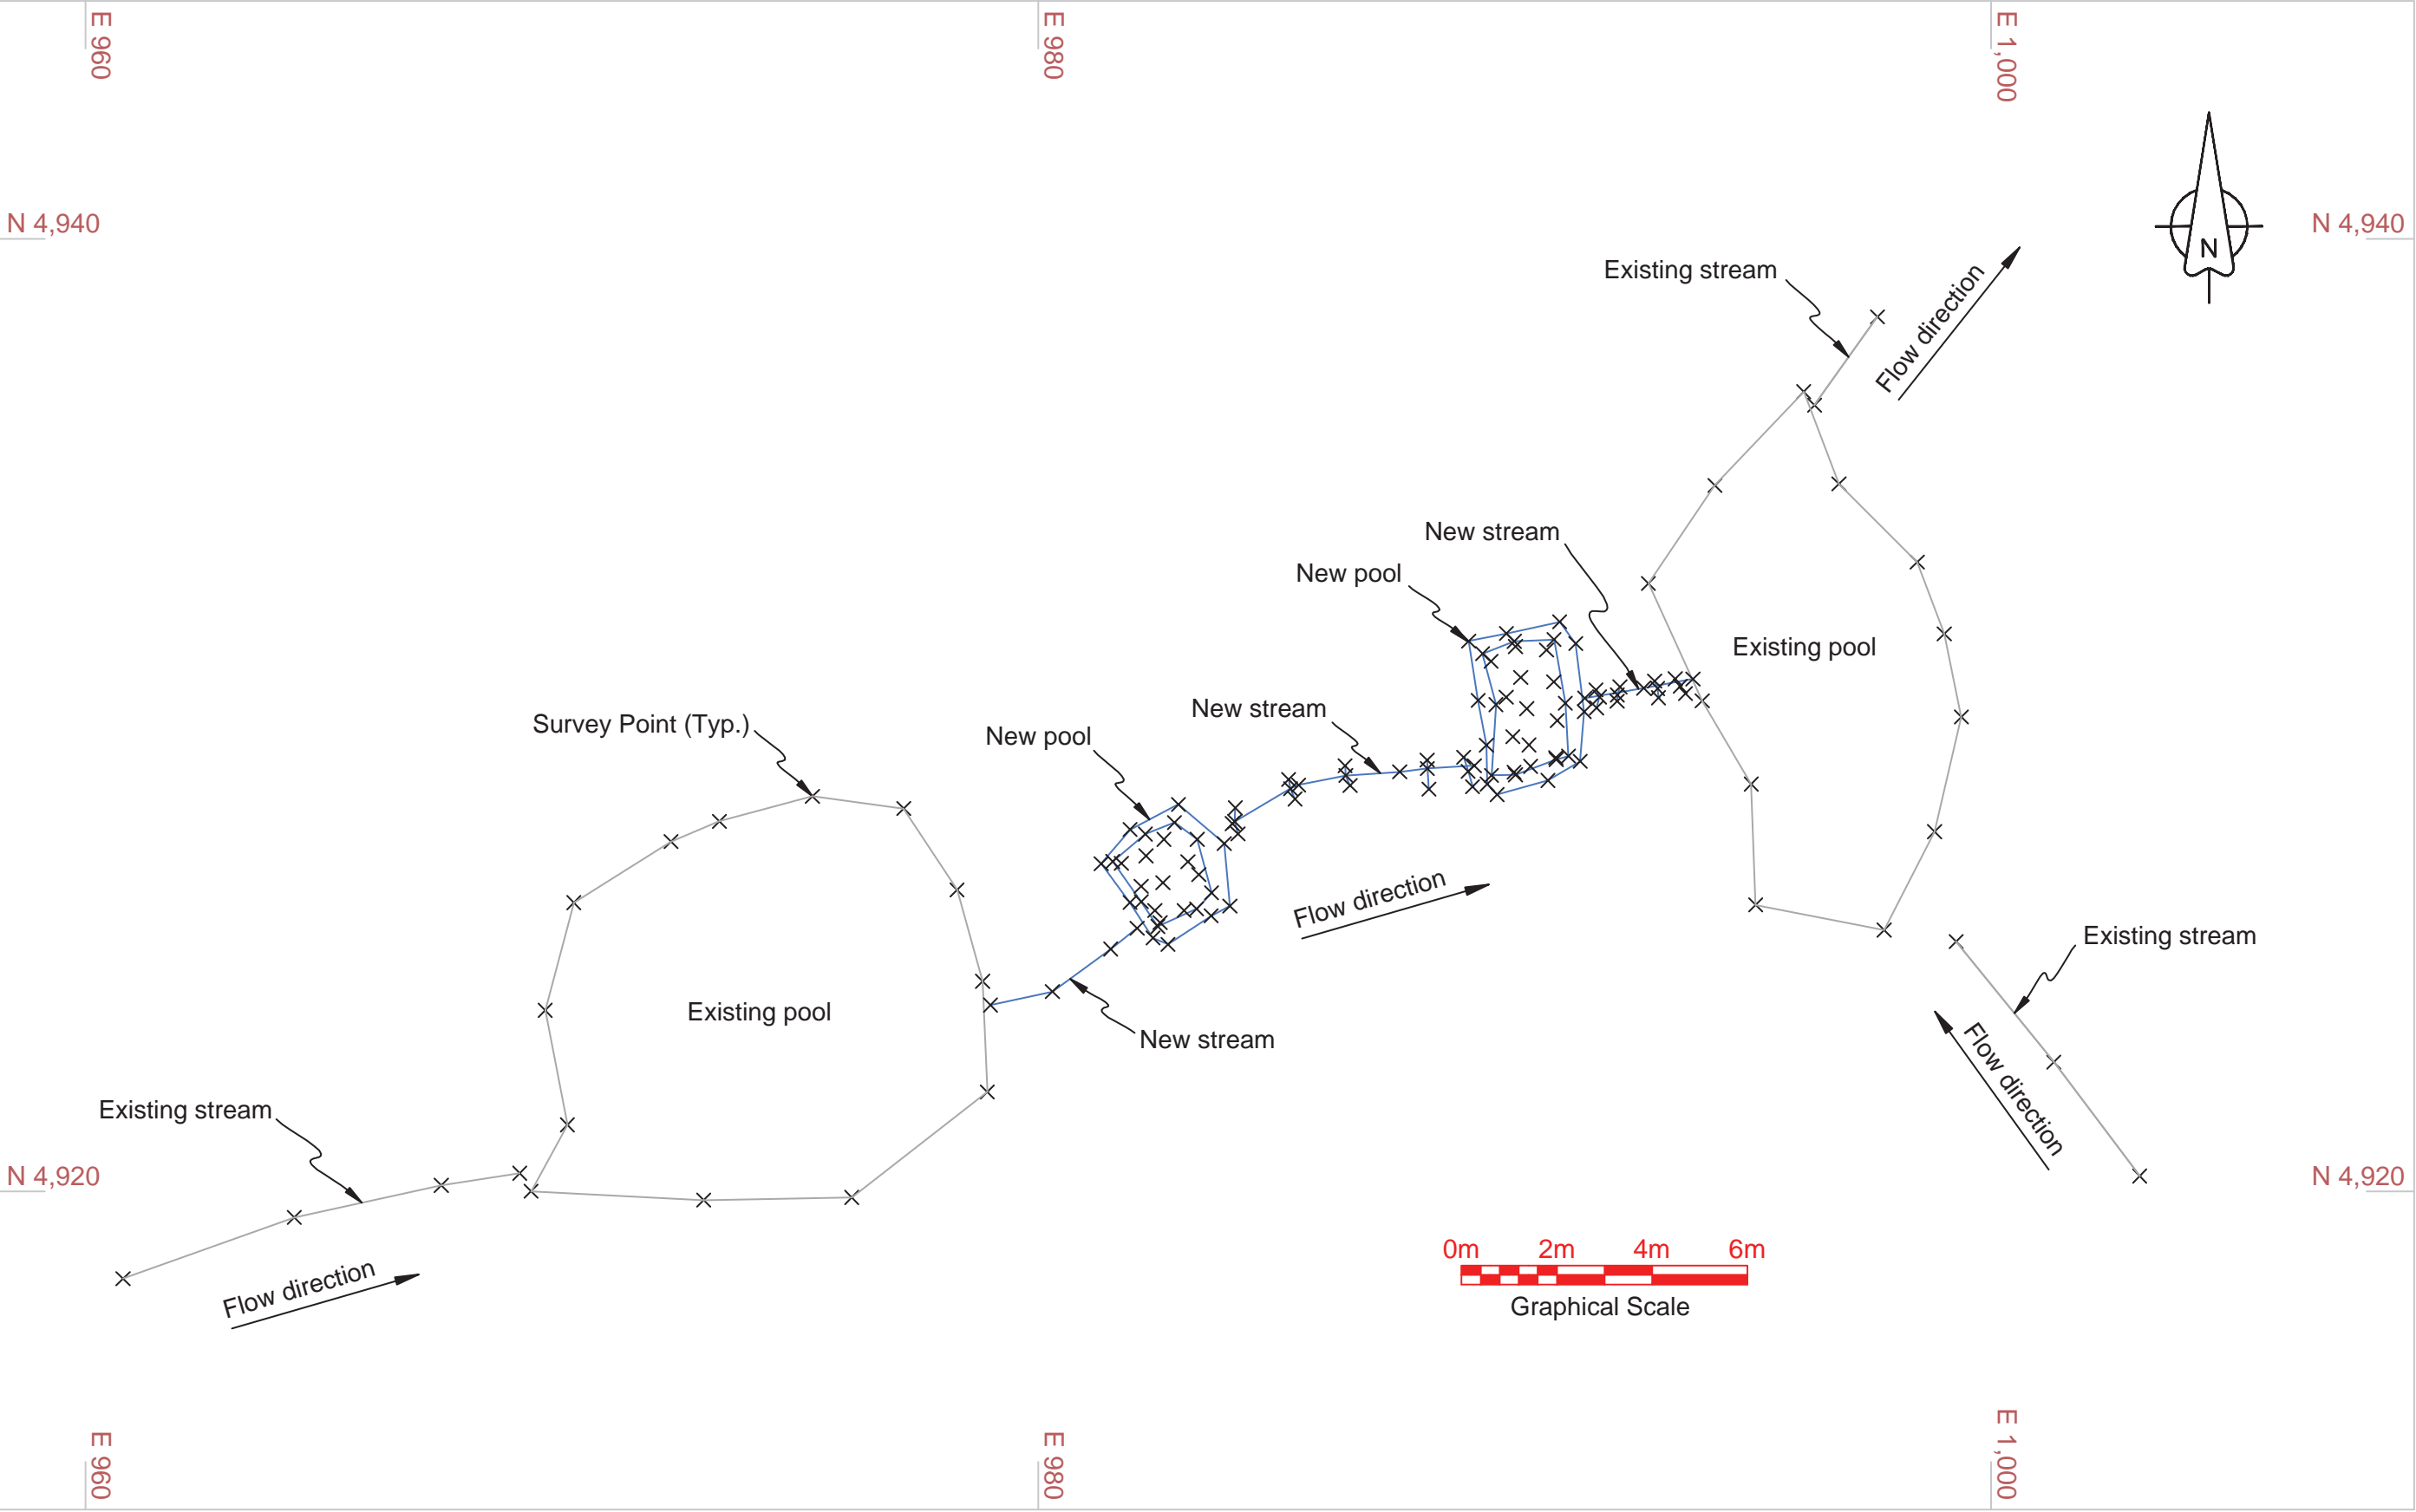 E 960
E 980
E 1,000
N 4,940
N 4,940
N
Existing stream
Flow direction
New stream
New pool
Existing pool
New stream
Survey Point (Typ.)
New pool
Flow direction
Existing stream
Existing pool
New stream
Flow direction
Existing stream
N 4,920
N 4,920
0m 2m 4m 6m
Graphical Scale
Flow direction
E 960
E 980
E 1,000